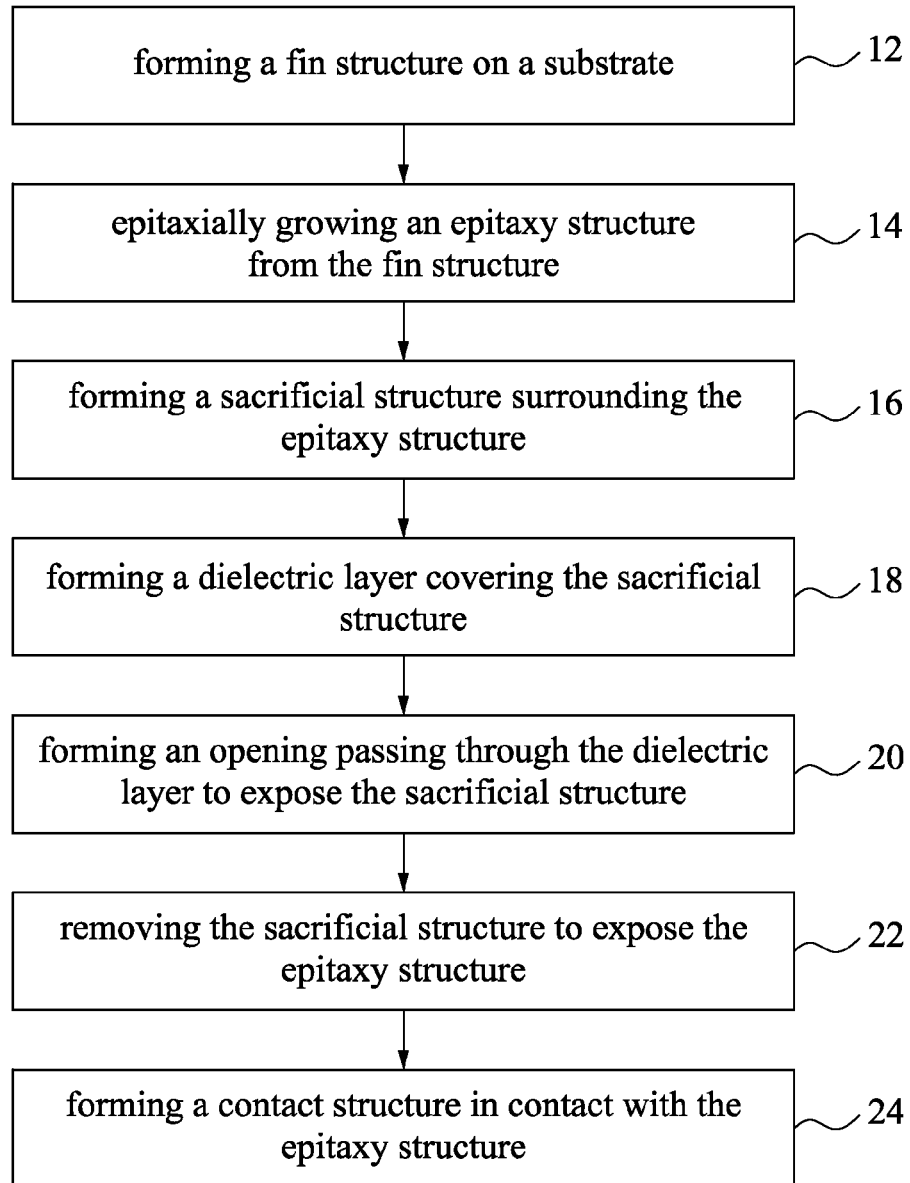 forming a fin structure on a substrate
12
epitaxially growing an epitaxy structure
from the fin structure
14
forming a sacrificial structure surrounding the
epitaxy structure
16
forming a dielectric layer covering the sacrificial
structure
18
forming an opening passing through the dielectric
layer to expose the sacrificial structure
20
removing the sacrificial structure to expose the
epitaxy structure
22
forming a contact structure in contact with the
epitaxy structure
24